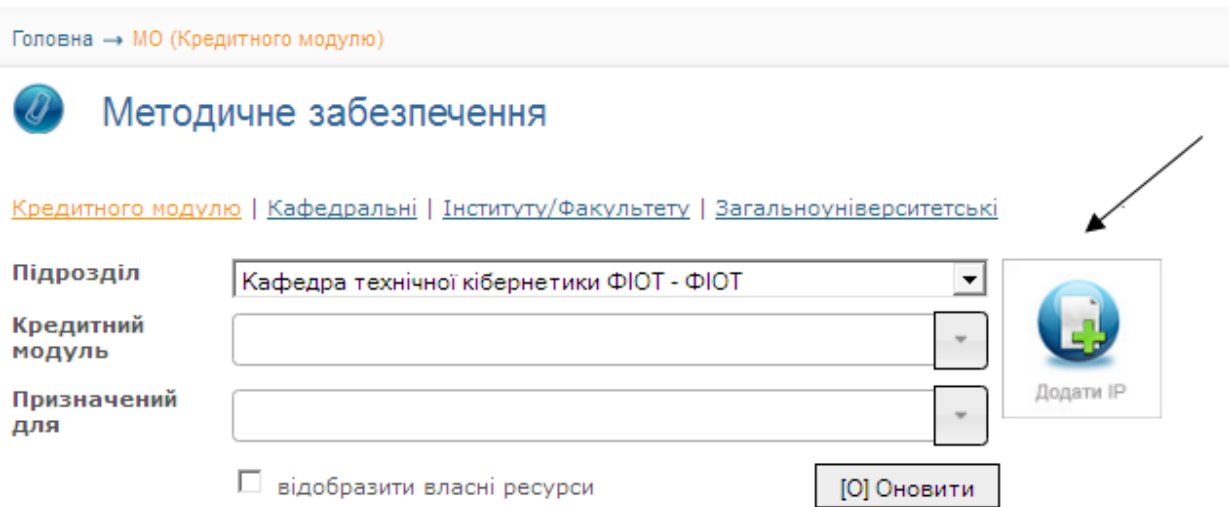 Головна → МО (Кредитного модулю)
Методичне забезпечення
Кредитного модулю | Кафедральні | Інституту/Факультету | Загальноуніверситетські
Підрозділ
Кафедра технічної кібернетики ФІОТ - ФІОТ
Кредитний
модуль
Призначений
для
Додати ІР
відобразити власні ресурси
[О] Оновити